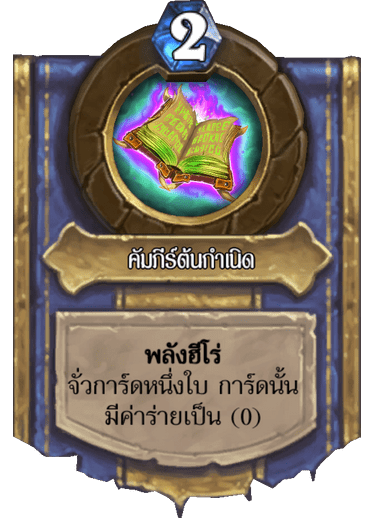 2
คัมภีร์ต้นกำเนิด
พลังฮีโร่
จั่วการ์ดหนึ่งใบ การ์ดนั้น
มีค่าร่ายเป็น (0)